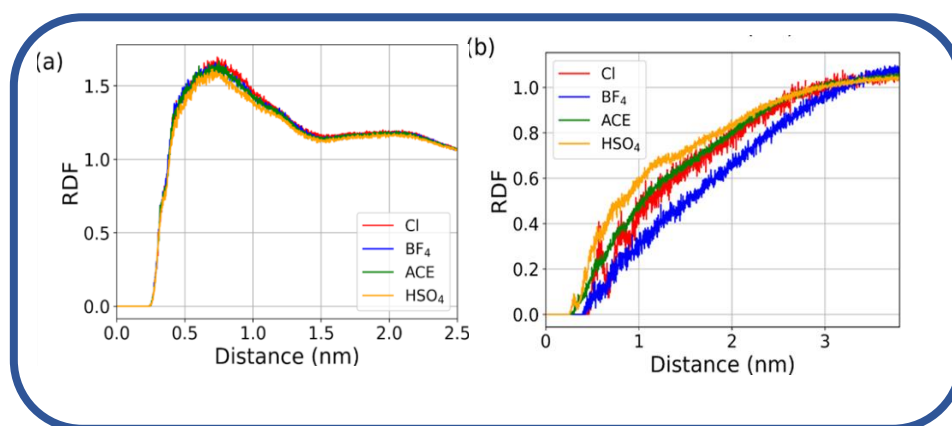 (a)
RDF
1.5
1.0
0.5
0.0
0.0 0.5 1.0 1.5 2.0 2.5
Distance (nm)
Cl
BF₄
ACE
HSO₄
(b)
RDF
1.0
0.8
0.6
0.4
0.2
0.0
0 1 2 3
Distance (nm)
Cl
BF₄
ACE
HSO₄